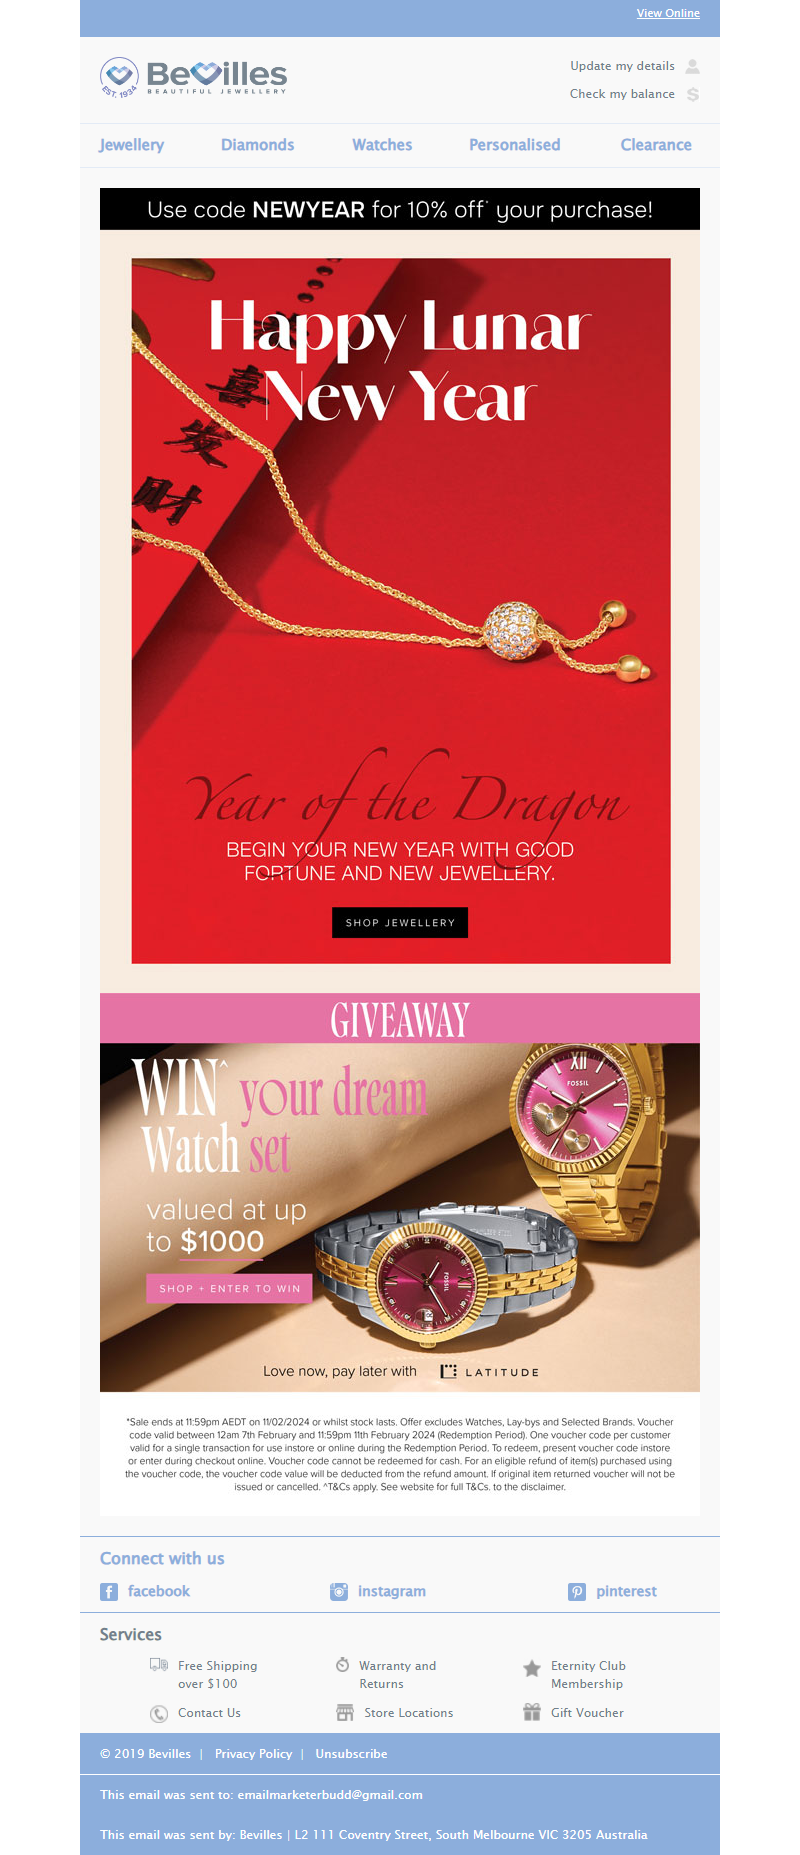 View Online
BeVilles
BEAUTIFUL JEWELLERY
EST. 1934
Update my details
Check my balance
Jewellery Diamonds Watches Personalised Clearance
Use code NEWYEAR for 10% off* your purchase!
Happy Lunar
New Year
喜
发
财
Year of the Dragon
BEGIN YOUR NEW YEAR WITH GOOD
FORTUNE AND NEW JEWELLERY.
SHOP JEWELLERY
GIVEAWAY
WIN^ your dream
Watch set
valued at up
to $1000
SHOP + ENTER TO WIN
XII
FOSSIL
FOSSIL
Love now, pay later with LATITUDE
*Sale ends at 11:59pm AEDT on 11/02/2024 or whilst stock lasts. Offer excludes Watches, Lay-bys and Selected Brands. Voucher
code valid between 12am 7th February and 11:59pm 11th February 2024 (Redemption Period). One voucher code per customer
valid for a single transaction for use instore or online during the Redemption Period. To redeem, present voucher code instore
or enter during checkout online. Voucher code cannot be redeemed for cash. For an eligible refund of item(s) purchased using
the voucher code, the voucher code value will be deducted from the refund amount. If original item returned voucher will not be
issued or cancelled. ^T&Cs apply. See website for full T&Cs. to the disclaimer.
Connect with us
facebook instagram pinterest
Services
Free Shipping
over $100
Warranty and
Returns
Eternity Club
Membership
Contact Us
Store Locations
Gift Voucher
© 2019 Bevilles | Privacy Policy | Unsubscribe
This email was sent to: emailmarketerbudd@gmail.com
This email was sent by: Bevilles | L2 111 Coventry Street, South Melbourne VIC 3205 Australia